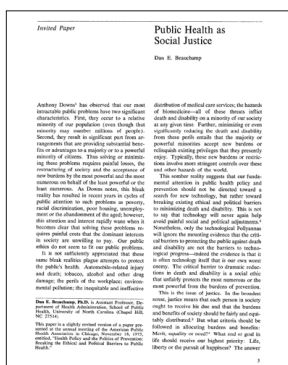 Invited Paper
Public Health as
Social Justice
Dan E. Beauchamp
Anthony Downs¹ has observed that our most
intractable public problems have two significant
characteristics. First, they occur to a relative
minority of our population (even though that
minority may number millions of people).
Second, they result in significant part from ar-
rangements that are providing substantial bene-
fits or advantages to a majority or to a powerful
minority of citizens. Thus solving or minimiz-
ing these problems requires painful losses, the
restructuring of society and the acceptance of
new burdens by the most powerful and the most
numerous on behalf of the least powerful or the
least numerous. As Downs notes, this bleak
reality has resulted in recent years in cycles of
public attention to such problems as poverty,
racial discrimination, poor housing, unemploy-
ment or the abandonment of the aged; however,
this attention and interest rapidly wane when it
becomes clear that solving these problems re-
quires painful costs that the dominant interests
in society are unwilling to pay. Our public
ethics do not seem to fit our public problems.
It is not sufficiently appreciated that these
same bleak realities plague attempts to protect
the public's health. Automobile-related injury
and death; tobacco, alcohol and other drug
damage; the perils of the workplace; environ-
mental pollution; the inequitable and ineffective
Dan E. Beauchamp, Ph.D. is Assistant Professor, De-
partment of Health Administration, School of Public
Health, University of North Carolina (Chapel Hill,
NC 27514).
This paper is a slightly revised version of a paper pre-
sented at the annual meeting of the American Public
Health Association in Chicago, November 18, 1975,
entitled, "Health Policy and the Politics of Prevention:
Breaking the Ethical and Political Barriers to Public
Health."
distribution of medical care services; the hazards
of biomedicine—all of these threats inflict
death and disability on a minority of our society
at any given time. Further, minimizing or even
significantly reducing the death and disability
from these perils entails that the majority or
powerful minorities accept new burdens or
relinquish existing privileges that they presently
enjoy. Typically, these new burdens or restric-
tions involve more stringent controls over these
and other hazards of the world.
This somber reality suggests that our funda-
mental attention in public health policy and
prevention should not be directed toward a
search for new technology, but rather toward
breaking existing ethical and political barriers
to minimizing death and disability. This is not
to say that technology will never again help
avoid painful social and political adjustments.
Nonetheless, only the technological Pollyannas
will ignore the mounting evidence that the criti-
cal barriers to protecting the public against death
and disability are not the barriers to techno-
logical progress—indeed the evidence is that it
is often technology itself that is our own worst
enemy. The critical barrier to dramatic reduc-
tions in death and disability is a social ethic
that unfairly protects the most numerous or the
most powerful from the burdens of prevention.
This is the issue of justice. In the broadest
sense, justice means that each person in society
ought to receive his due and that the burdens
and benefits of society should be fairly and equi-
tably distributed. But what criteria should be
followed in allocating burdens and benefits:
Merit, equality or need? What end or goal in
life should receive our highest priority: Life,
liberty or the pursuit of happiness? The answer
3